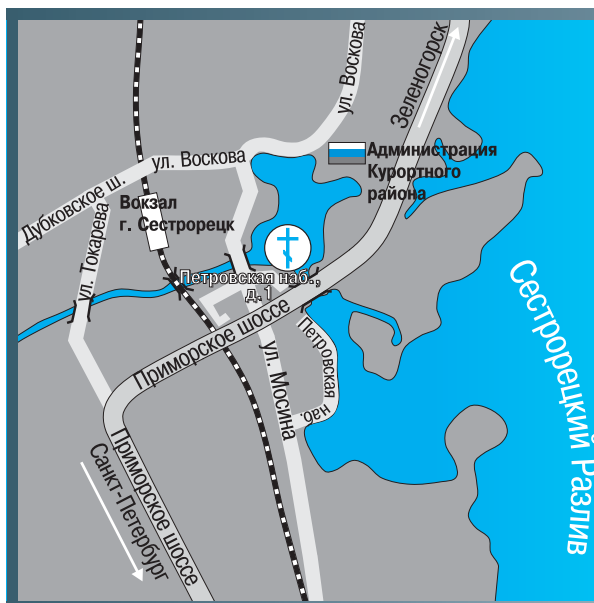 Зеленогорск
ул. Воскова
Администрация
Курортного
района
ул. Воскова
Дубковское ш.
Вокзал
г. Сестрорецк
ул. Токарева
Петровская наб.,
д.1
Приморское шоссе
Петровская
наб.
ул. Мосина
Сестрорецкий Разлив
Приморское шоссе
Санкт-Петербург